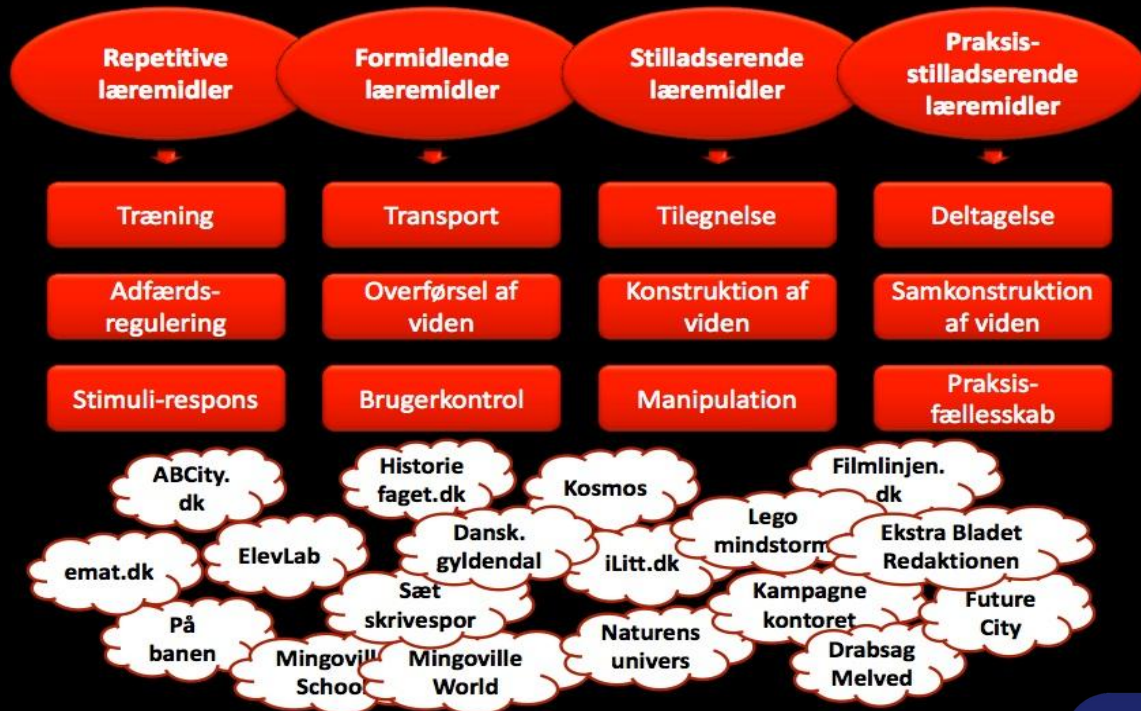 Repetitive
læremidler
Formidlende
læremidler
Stilladserende
læremidler
Praksis-
stilladserende
læremidler
Træning
Transport
Tilegnelse
Deltagelse
Adfærds-
regulering
Overførsel af
viden
Konstruktion af
viden
Samkonstruktion
af viden
Stimuli-respons
Brugerkontrol
Manipulation
Praksis-
fællesskab
ABCity.
dk
Historie
faget.dk
Kosmos
Filmlinjen.
dk
emat.dk
ElevLab
Dansk.
gyldendal
iLitt.dk
Lego
mindstorm
Ekstra Bladet
Redaktionen
På
banen
Sæt
skrivespor
Kampagne
kontoret
Future
City
Mingovill
School
Mingoville
World
Naturens
univers
Drabsag
Melved